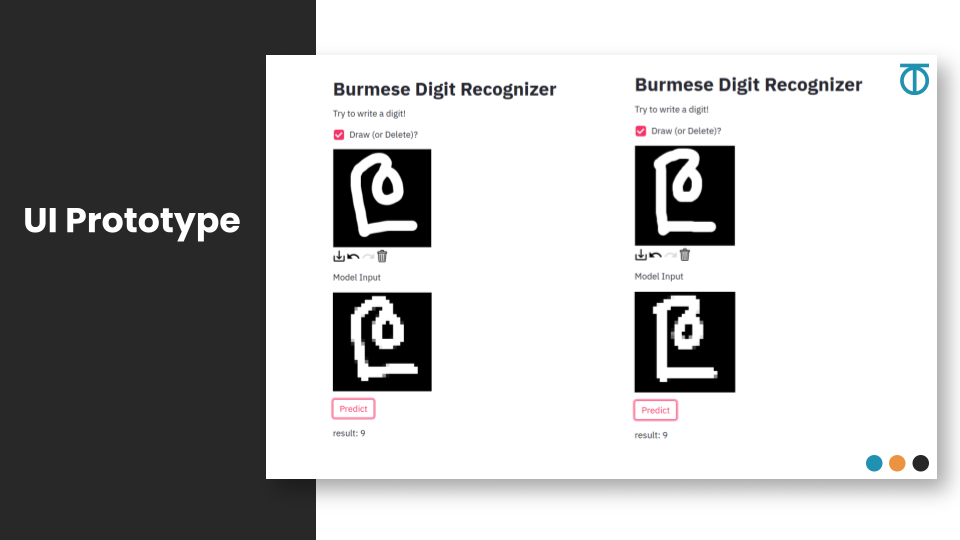 UI Prototype
Burmese Digit Recognizer
Try to write a digit!
Draw (or Delete)?
Model Input
Predict
result: 9
Burmese Digit Recognizer
Try to write a digit!
Draw (or Delete)?
Model Input
Predict
result: 9